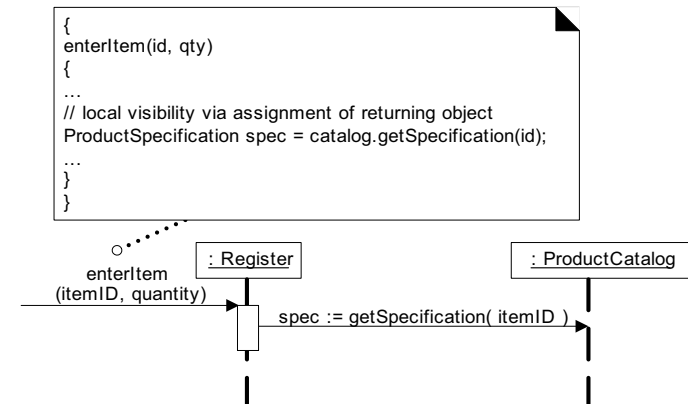 {
enterItem(id, qty)
{
...
// local visibility via assignment of returning object
ProductSpecification spec = catalog.getSpecification(id);
...
}
}
: Register
: ProductCatalog
enterItem
(itemID, quantity)
spec := getSpecification( itemID )